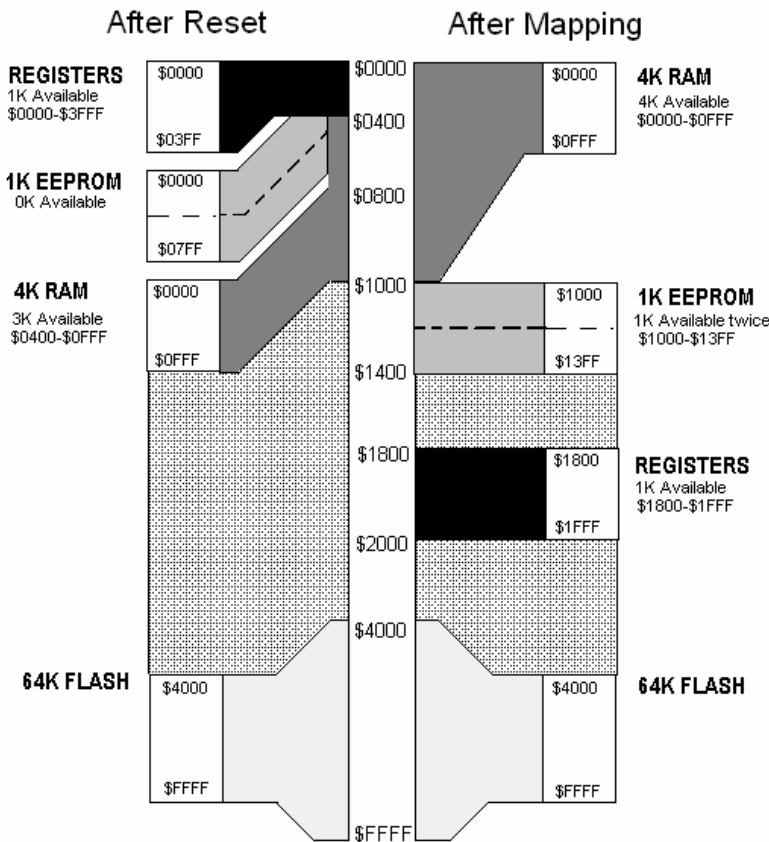 After Reset
After Mapping
REGISTERS
1K Available
$0000-$3FFF
$0000
$03FF
1K EEPROM
0K Available
$0000
$07FF
4K RAM
3K Available
$0400-$0FFF
$0000
$0FFF
64K FLASH
$4000
$FFFF
$0000
$0400
$0800
$1000
$1400
$1800
$2000
$4000
$FFFF
$0000
$0FFF
4K RAM
4K Available
$0000-$0FFF
$1000
$13FF
1K EEPROM
1K Available twice
$1000-$13FF
$1800
$1FFF
REGISTERS
1K Available
$1800-$1FFF
$4000
$FFFF
64K FLASH